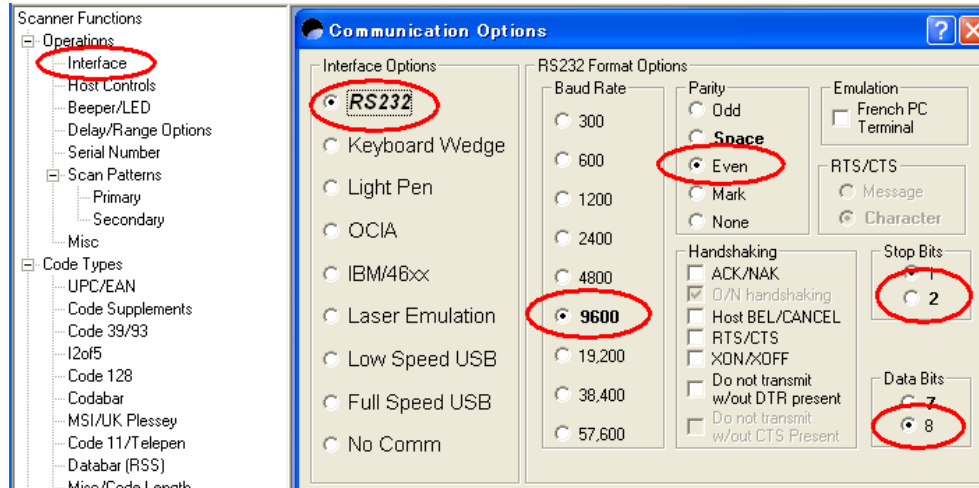 Scanner Functions
Operations
Interface
Host Controls
Beeper/LED
Delay/Range Options
Serial Number
Scan Patterns
Primary
Secondary
Misc
Code Types
UPC/EAN
Code Supplements
Code 39/93
I2of5
Code 128
Codabar
MSI/UK Plessey
Code 11/Telepen
Databar (RSS)
Misc/Code Length
Communication Options
Interface Options
RS232
Keyboard Wedge
Light Pen
OCIA
IBM/46xx
Laser Emulation
Low Speed USB
Full Speed USB
No Comm
RS232 Format Options
Baud Rate
300
600
1200
2400
4800
9600
19,200
38,400
57,600
Parity
Odd
Space
Even
Mark
None
Handshaking
ACK/NAK
O/N handshaking
Host BEL/CANCEL
RTS/CTS
XON/XOFF
Do not transmit
w/out DTR present
Do not transmit
w/out CTS Present
Emulation
French PC
Terminal
RTS/CTS
Message
Character
Stop Bits
1
2
Data Bits
7
8